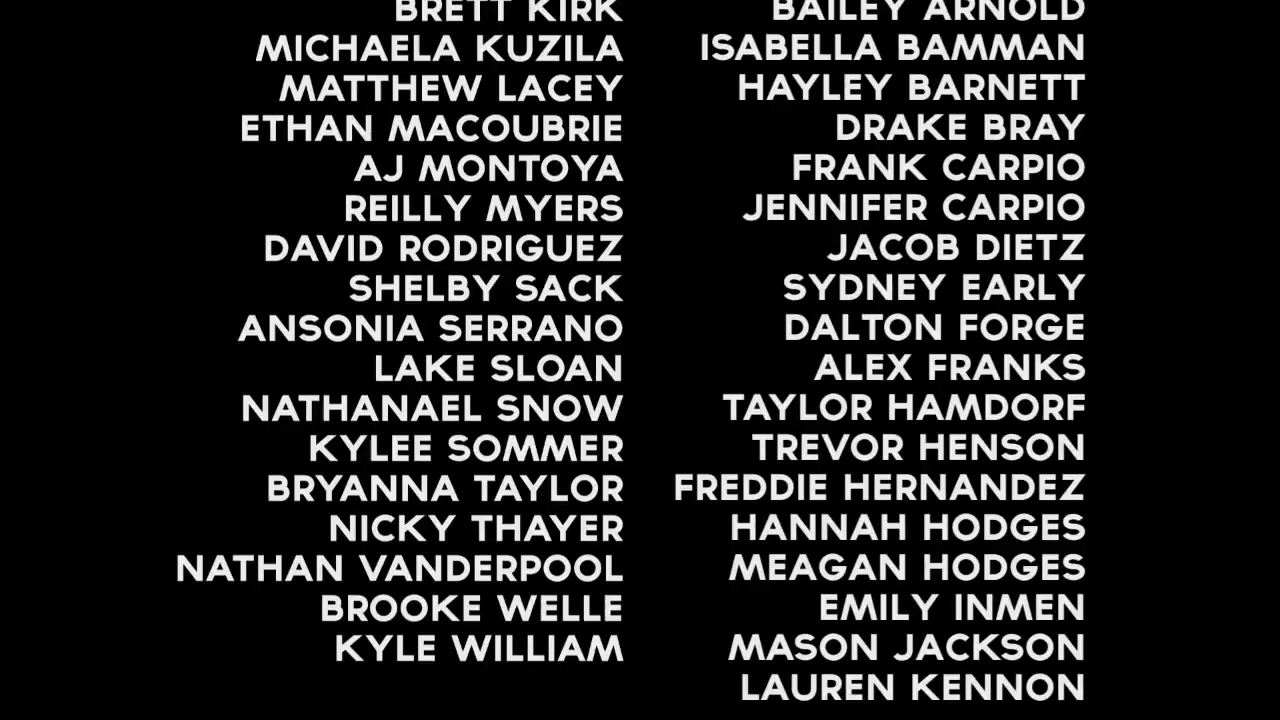 BRETT KIRK
MICHAELA KUZILA
MATTHEW LACEY
ETHAN MACOUBRIE
AJ MONTOYA
REILLY MYERS
DAVID RODRIGUEZ
SHELBY SACK
ANSONIA SERRANO
LAKE SLOAN
NATHANAEL SNOW
KYLEE SOMMER
BRYANNA TAYLOR
NICKY THAYER
NATHAN VANDERPOOL
BROOKE WELLE
KYLE WILLIAM
BAILEY ARNOLD
ISABELLA BAMMAN
HAYLEY BARNETT
DRAKE BRAY
FRANK CARPIO
JENNIFER CARPIO
JACOB DIETZ
SYDNEY EARLY
DALTON FORGE
ALEX FRANKS
TAYLOR HAMDORF
TREVOR HENSON
FREDDIE HERNANDEZ
HANNAH HODGES
MEAGAN HODGES
EMILY INMEN
MASON JACKSON
LAUREN KENNON